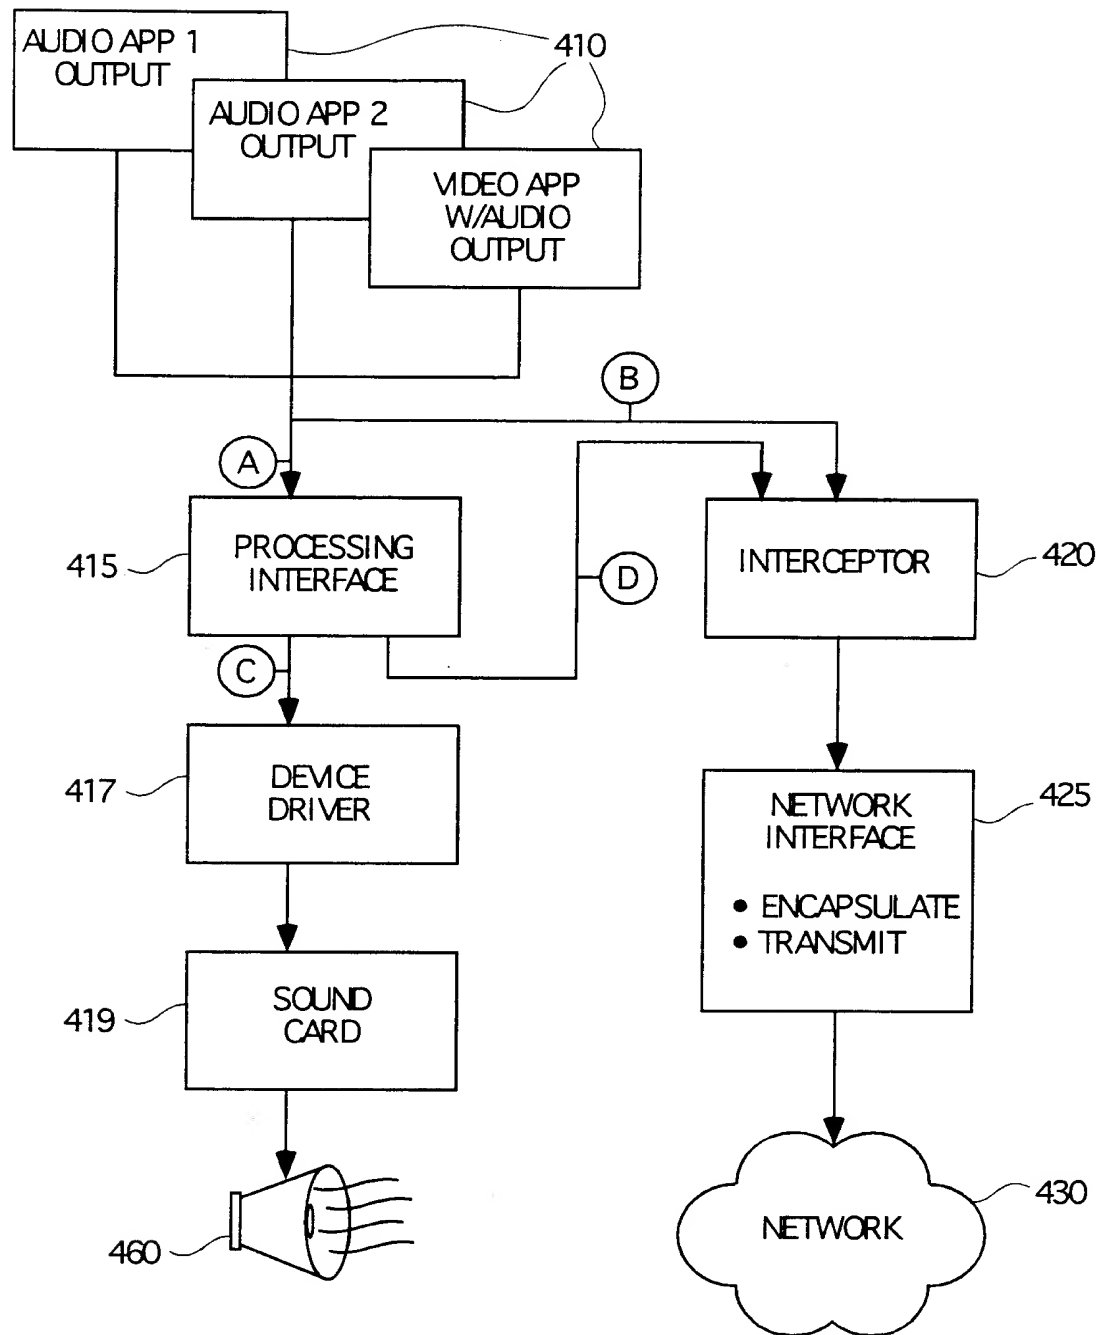 AUDIO APP 1
OUTPUT
410
AUDIO APP 2
OUTPUT
VIDEO APP
W/AUDIO
OUTPUT
B
A
415
PROCESSING
INTERFACE
D
INTERCEPTOR
420
C
417
DEVICE
DRIVER
NETWORK
INTERFACE
425
• ENCAPSULATE
• TRANSMIT
419
SOUND
CARD
460
NETWORK
430